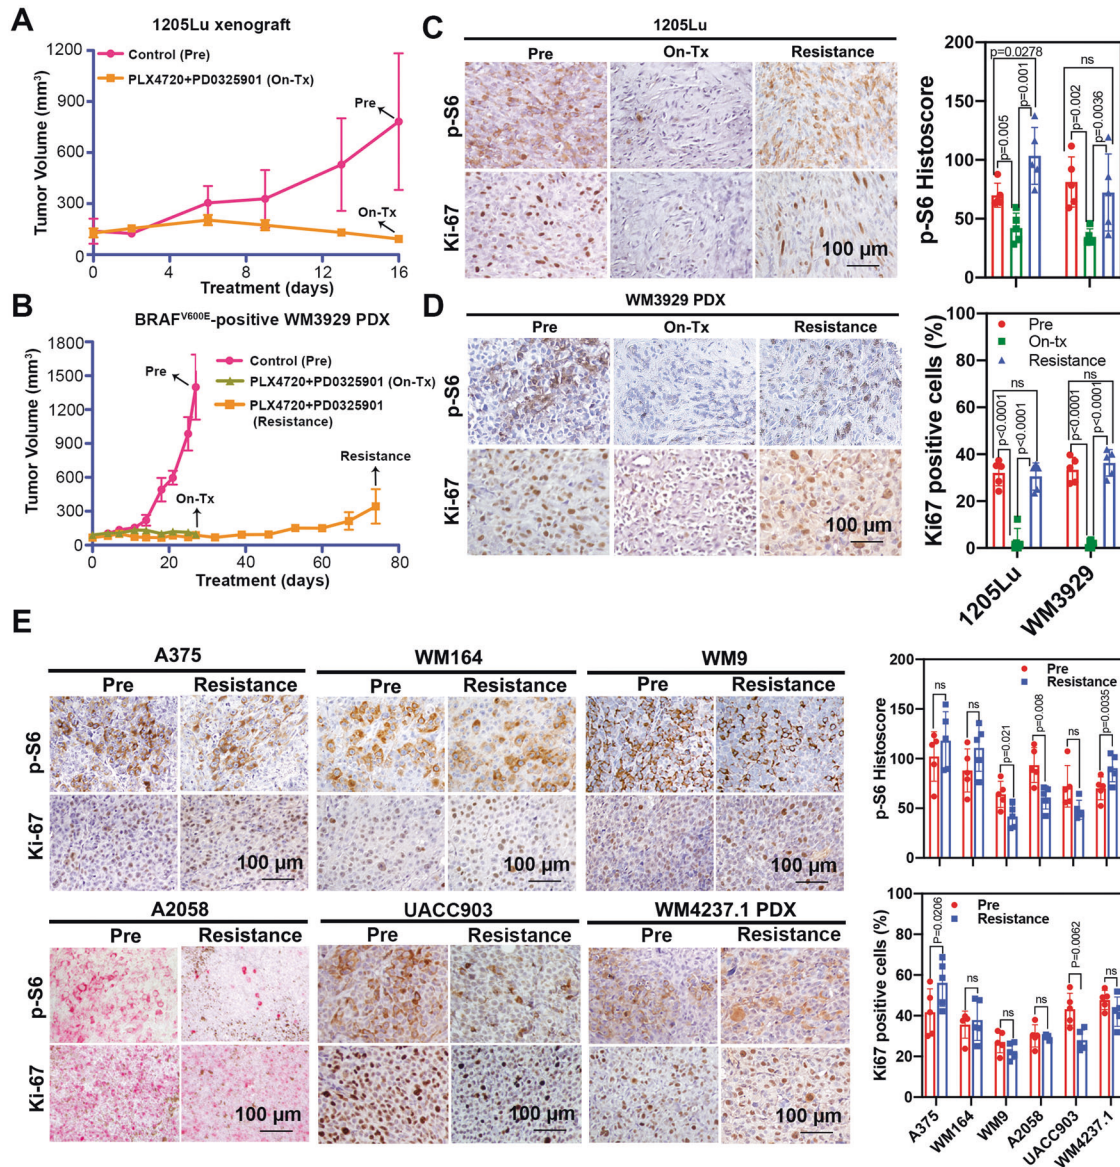 A
1205Lu xenograft
Tumor Volume (mm³)
1200
900
600
300
0
Control (Pre)
PLX4720+PD0325901 (On-Tx)
Pre
On-Tx
0
4
8
12
16
Treatment (days)
B
BRAFV600E-positive WM3929 PDX
Tumor Volume (mm³)
1800
1500
1200
900
600
300
0
Control (Pre)
PLX4720+PD0325901 (On-Tx)
PLX4720+PD0325901
(Resistance)
Pre
On-Tx
Resistance
0
20
40
60
80
Treatment (days)
C
1205Lu
Pre
On-Tx
Resistance
p-S6
Ki-67
100 µm
p-S6 Histoscore
200
150
100
50
0
p=0.0278
p=0.005
p=0.001
ns
p=0.002
p=0.0036
D
WM3929 PDX
Pre
On-Tx
Resistance
p-S6
Ki-67
100 µm
Ki67 positive cells (%)
100
80
60
40
20
0
Pre
On-tx
Resistance
ns
p<0.0001
p<0.0001
ns
p<0.0001
p<0.0001
1205Lu
WM3929
E
A375
WM164
WM9
Pre
Resistance
Pre
Resistance
Pre
Resistance
p-S6
Ki-67
100 µm
100 µm
100 µm
A2058
UACC903
WM4237.1 PDX
Pre
Resistance
Pre
Resistance
Pre
Resistance
p-S6
Ki-67
100 µm
100 µm
100 µm
p-S6 Histoscore
200
150
100
50
0
Pre
Resistance
ns
ns
p=0.021
p=0.008
ns
p=0.0035
Ki67 positive cells (%)
100
80
60
40
20
0
Pre
Resistance
P=0.0206
ns
ns
ns
P=0.0062
ns
A375
WM164
WM9
A2058
UACC903
WM4237.1